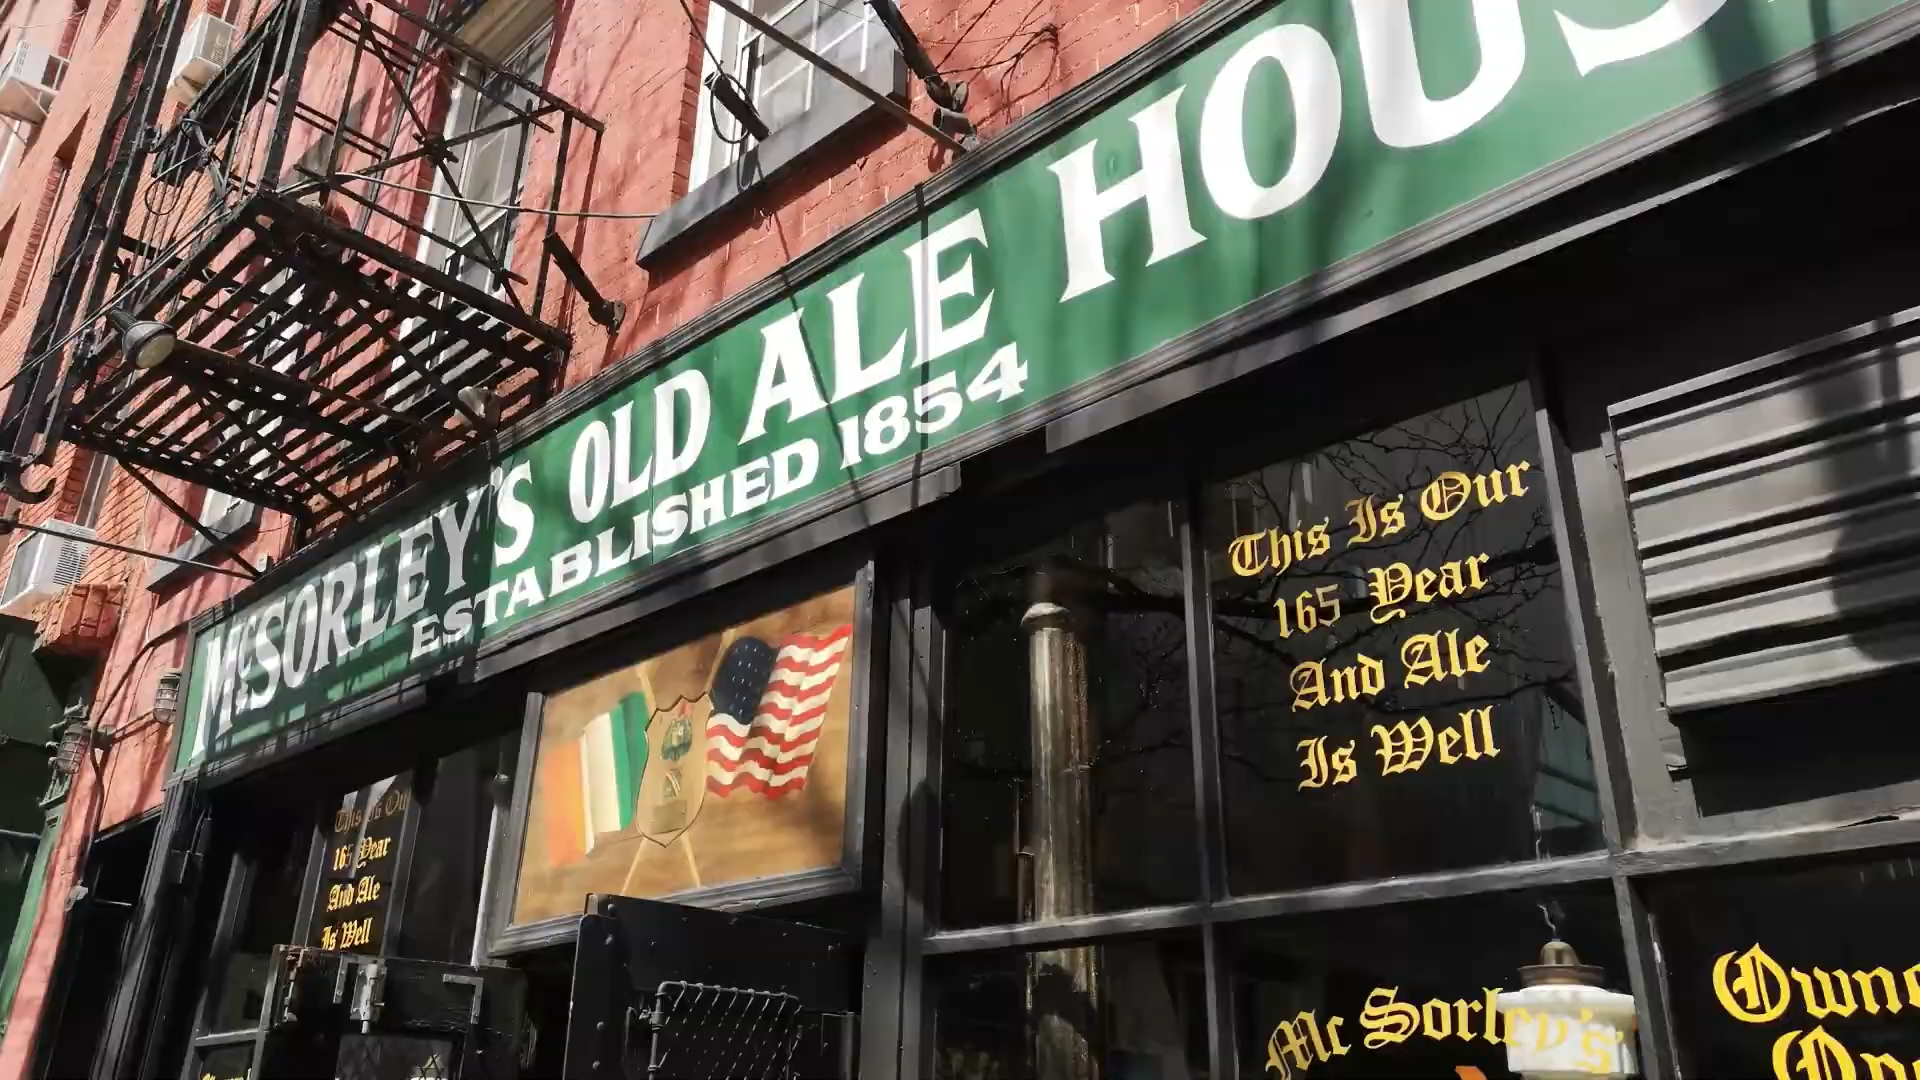 McSORLEY'S OLD ALE HOUS
ESTABLISHED 1854
This Is Our
165 Year
And Ale
Is Well
This Is Our
165 Year
And Ale
Is Well
Mc Sorley's